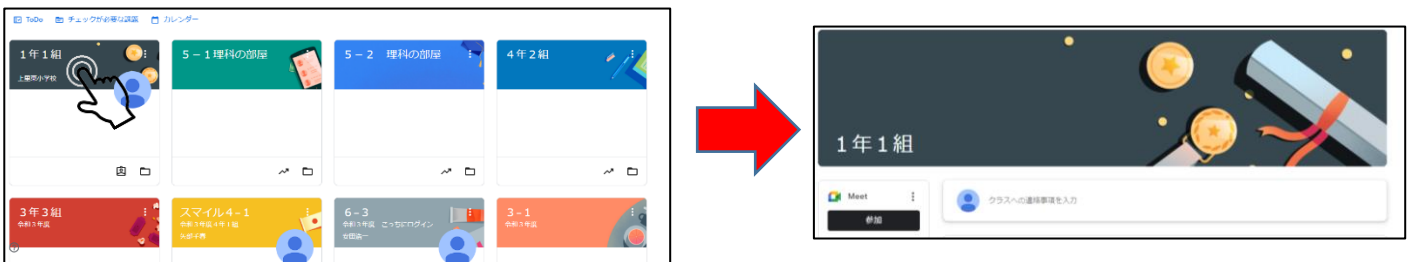 ToDo チェックが必要な課題 カレンダー
1年1組
上里東小学校
5-1理科の部屋
5-2 理科の部屋
4年2組
3年3組
令和3年度
スマイル4-1
令和3年度4年1組
6-3
令和3年度 こっちにログイン
3-1
令和3年度
1年1組
Meet
参加
クラスへの連絡事項を入力